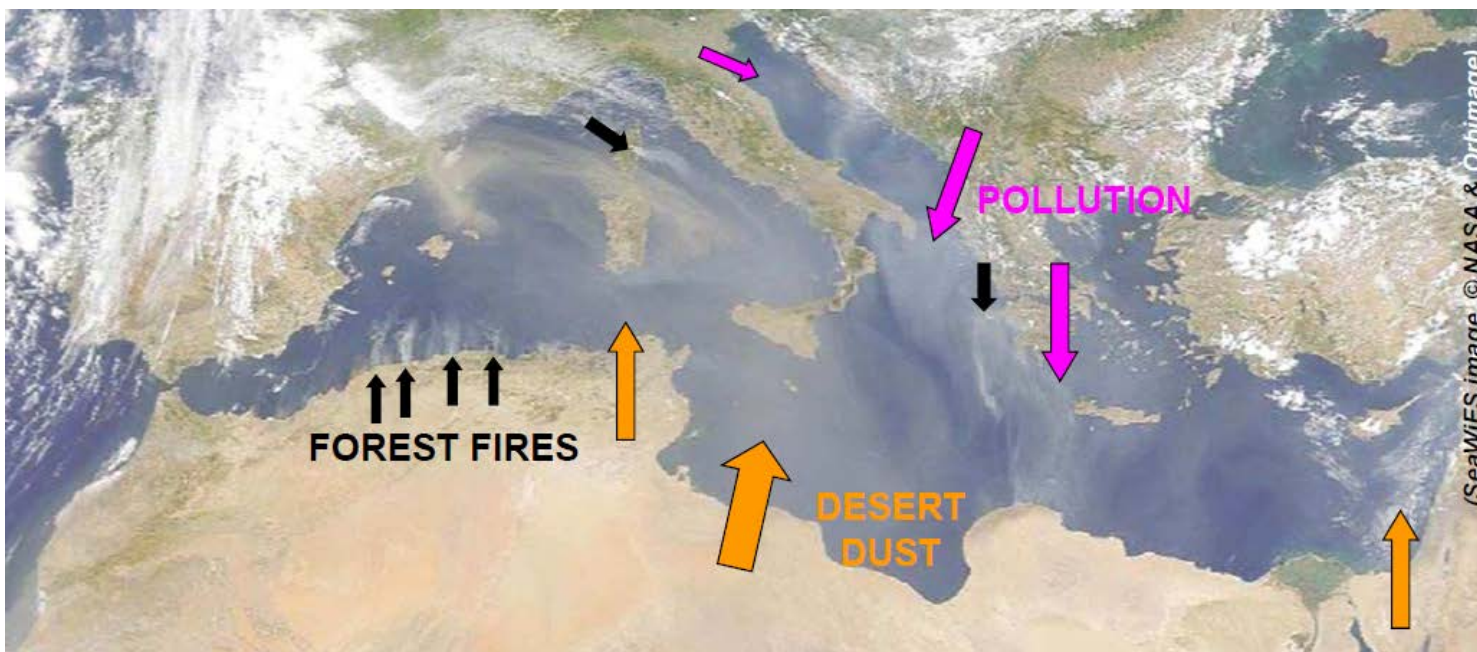 POLLUTION
FOREST FIRES
DESERT
DUST
(SeaWiFS image, © NASA & Orbimage)